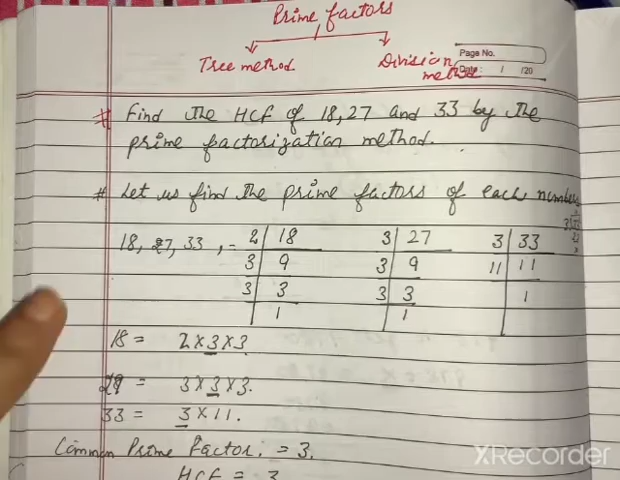 Prime factors
Tree method
Division method
Page No.
Date: / /20
# Find the HCF of 18, 27 and 33 by the
prime factorization method.
# Let us find the prime factors of each numbers
18, 27, 33, =
2 | 18
3 | 9
3 | 3
1
3 | 27
3 | 9
3 | 3
1
3 | 33
11 | 11
1
18 = 2 × 3 × 3
= 3 × 3 × 3.
33 = 3 × 11.
Common Prime Factor. = 3.
HCF = 3
XRecorder